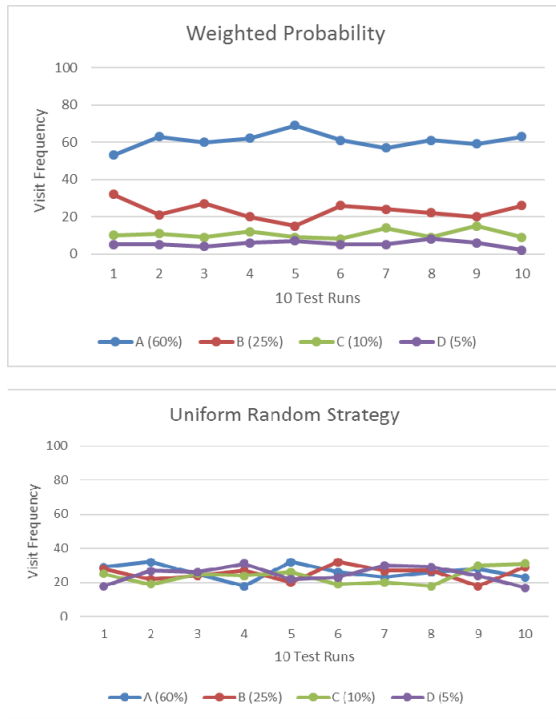 Weighted Probability
100
80
60
40
20
0
Visit Frequency
1 2 3 4 5 6 7 8 9 10
10 Test Runs
A (60%) B (25%) C (10%) D (5%)
Uniform Random Strategy
100
80
60
40
20
0
Visit Frequency
1 2 3 4 5 6 7 8 9 10
10 Test Runs
A (60%) B (25%) C (10%) D (5%)